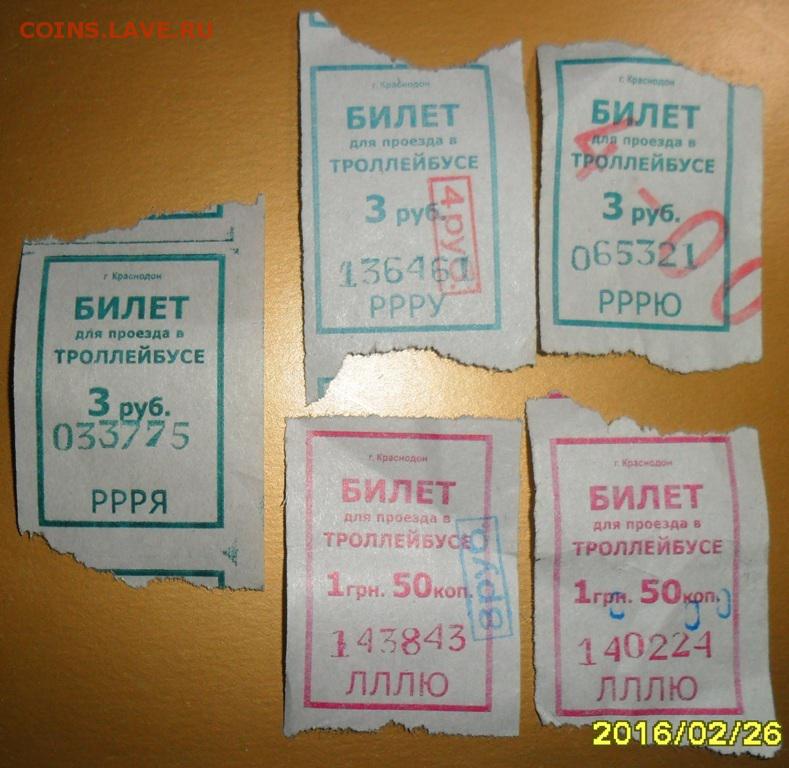 COINS.LAVE.RU
г. Краснодон
БИЛЕТ
для проезда в
ТРОЛЛЕЙБУСЕ
3 руб.
4 руб.
136461
РРРУ
г. Краснодон
БИЛЕТ
для проезда в
ТРОЛЛЕЙБУСЕ
3 руб.
4-00
065321
РРРЮ
г Краснодон
БИЛЕТ
для проезда в
ТРОЛЛЕЙБУСЕ
3 руб.
033775
РРРЯ
г. Краснодон
БИЛЕТ
для проезда в
ТРОЛЛЕЙБУСЕ
1 грн. 50 коп.
143843
ЛЛЛЮ
г. Краснодон
БИЛЕТ
для проезда в
ТРОЛЛЕЙБУСЕ
1 грн. 50 коп.
140224
ЛЛЛЮ
2016/02/26